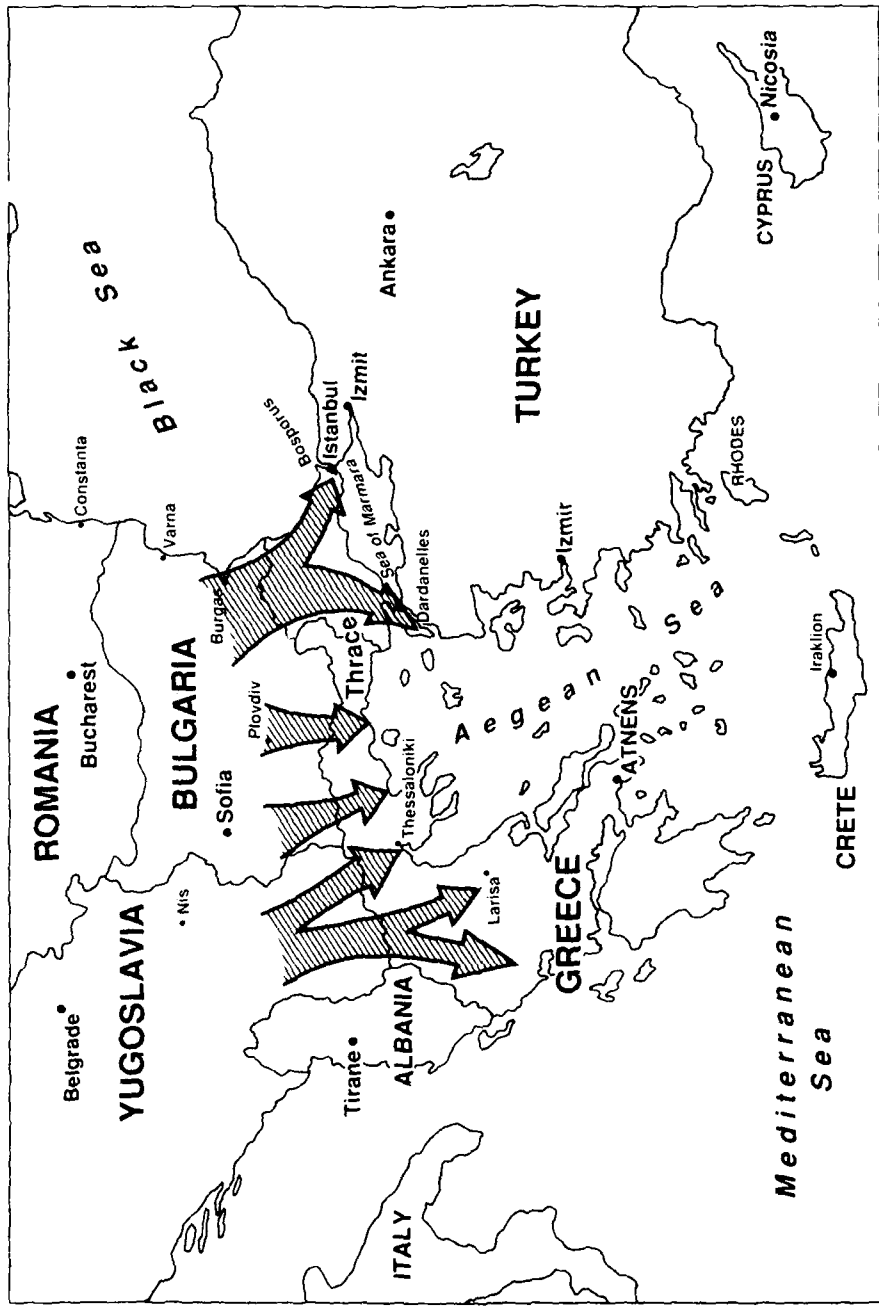 ROMANIA
Bucharest
Constanta
Black Sea
Belgrade
YUGOSLAVIA
Nis
BULGARIA
Sofia
Varna
Plovdiv
Burgas
Bosporus
Istanbul
Izmit
Ankara
Tirane
ALBANIA
Thrace
Sea of Marmara
Dardanelles
Thessaloniki
ITALY
Larisa
GREECE
Aegean Sea
TURKEY
Izmir
ATNENS
RHODES
CYPRUS
Nicosia
Mediterranean
Sea
CRETE
Iraklion